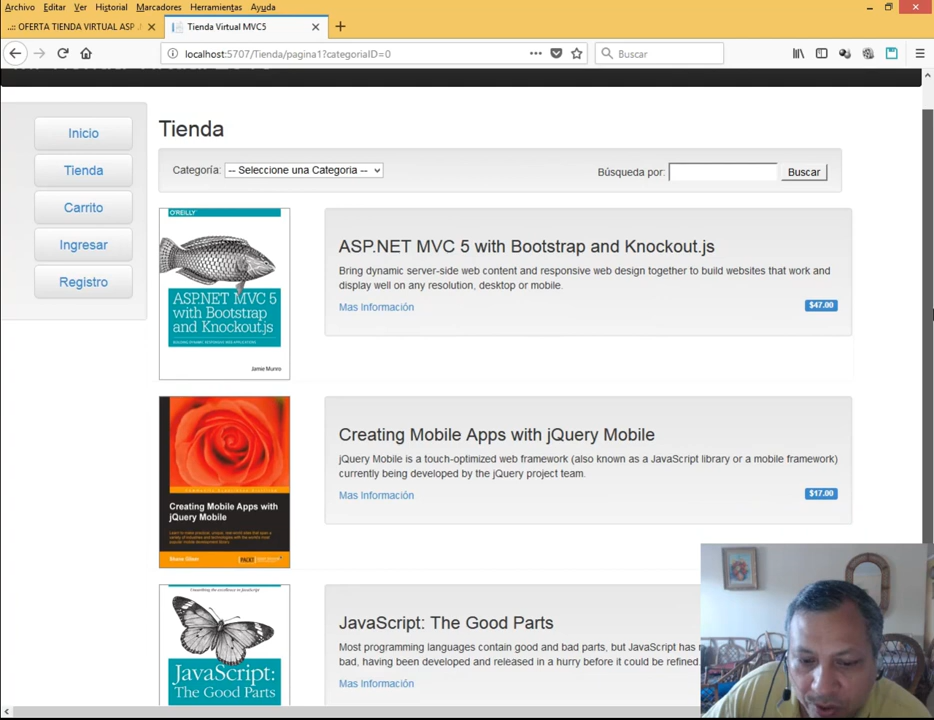 Archivo Editar Ver Historial Marcadores Herramientas Ayuda
..:: OFERTA TIENDA VIRTUAL ASP . Tienda Virtual MVC5
localhost:5707/Tienda/pagina1?categoriaID=0 Buscar
Inicio
Tienda
Carrito
Ingresar
Registro
Tienda
Categoría: -- Seleccione una Categoria -- Búsqueda por: Buscar
O'REILLY
ASP.NET MVC 5
with Bootstrap
and Knockout.js
Jamie Munro
ASP.NET MVC 5 with Bootstrap and Knockout.js
Bring dynamic server-side web content and responsive web design together to build websites that work and
display well on any resolution, desktop or mobile.
Mas Información $47.00
Creating Mobile Apps with
jQuery Mobile
Creating Mobile Apps with jQuery Mobile
jQuery Mobile is a touch-optimized web framework (also known as a JavaScript library or a mobile framework)
currently being developed by the jQuery project team.
Mas Información $17.00
JavaScript:
The Good Parts
JavaScript: The Good Parts
Most programming languages contain good and bad parts, but JavaScript has
bad, having been developed and released in a hurry before it could be refined.
Mas Información